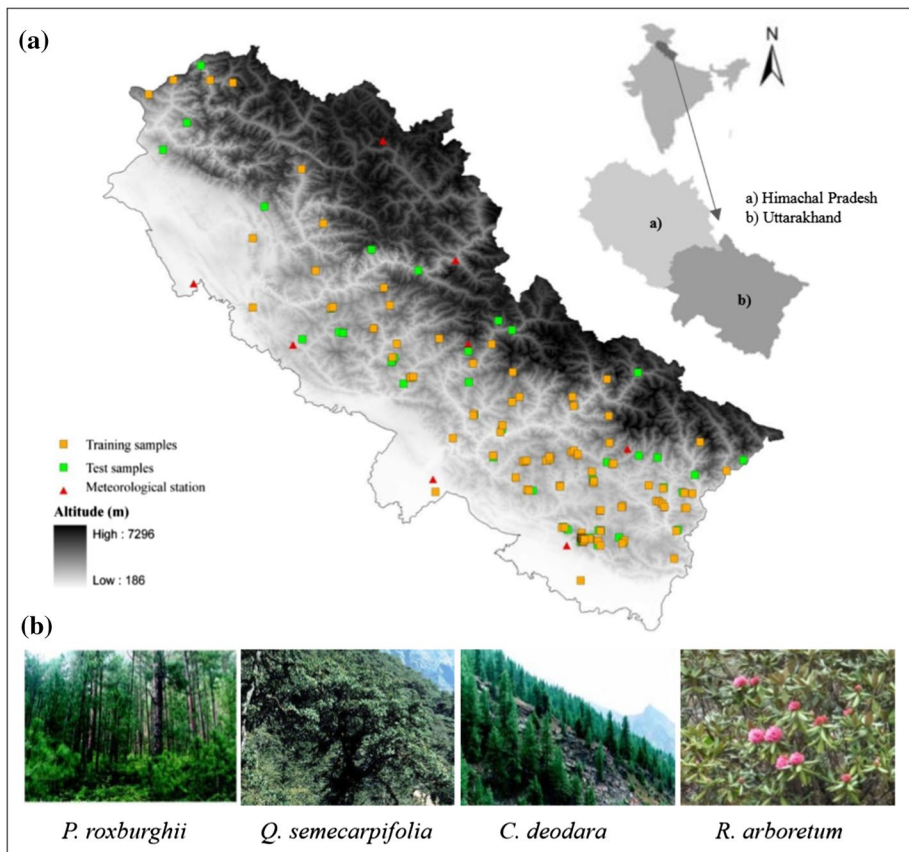 (a)
N
a) Himachal Pradesh
b) Uttarakhand
a)
b)
Training samples
Test samples
Meteorological station
Altitude (m)
High : 7296
Low : 186
(b)
P. roxburghii
Q. semecarpifolia
C. deodara
R. arboretum